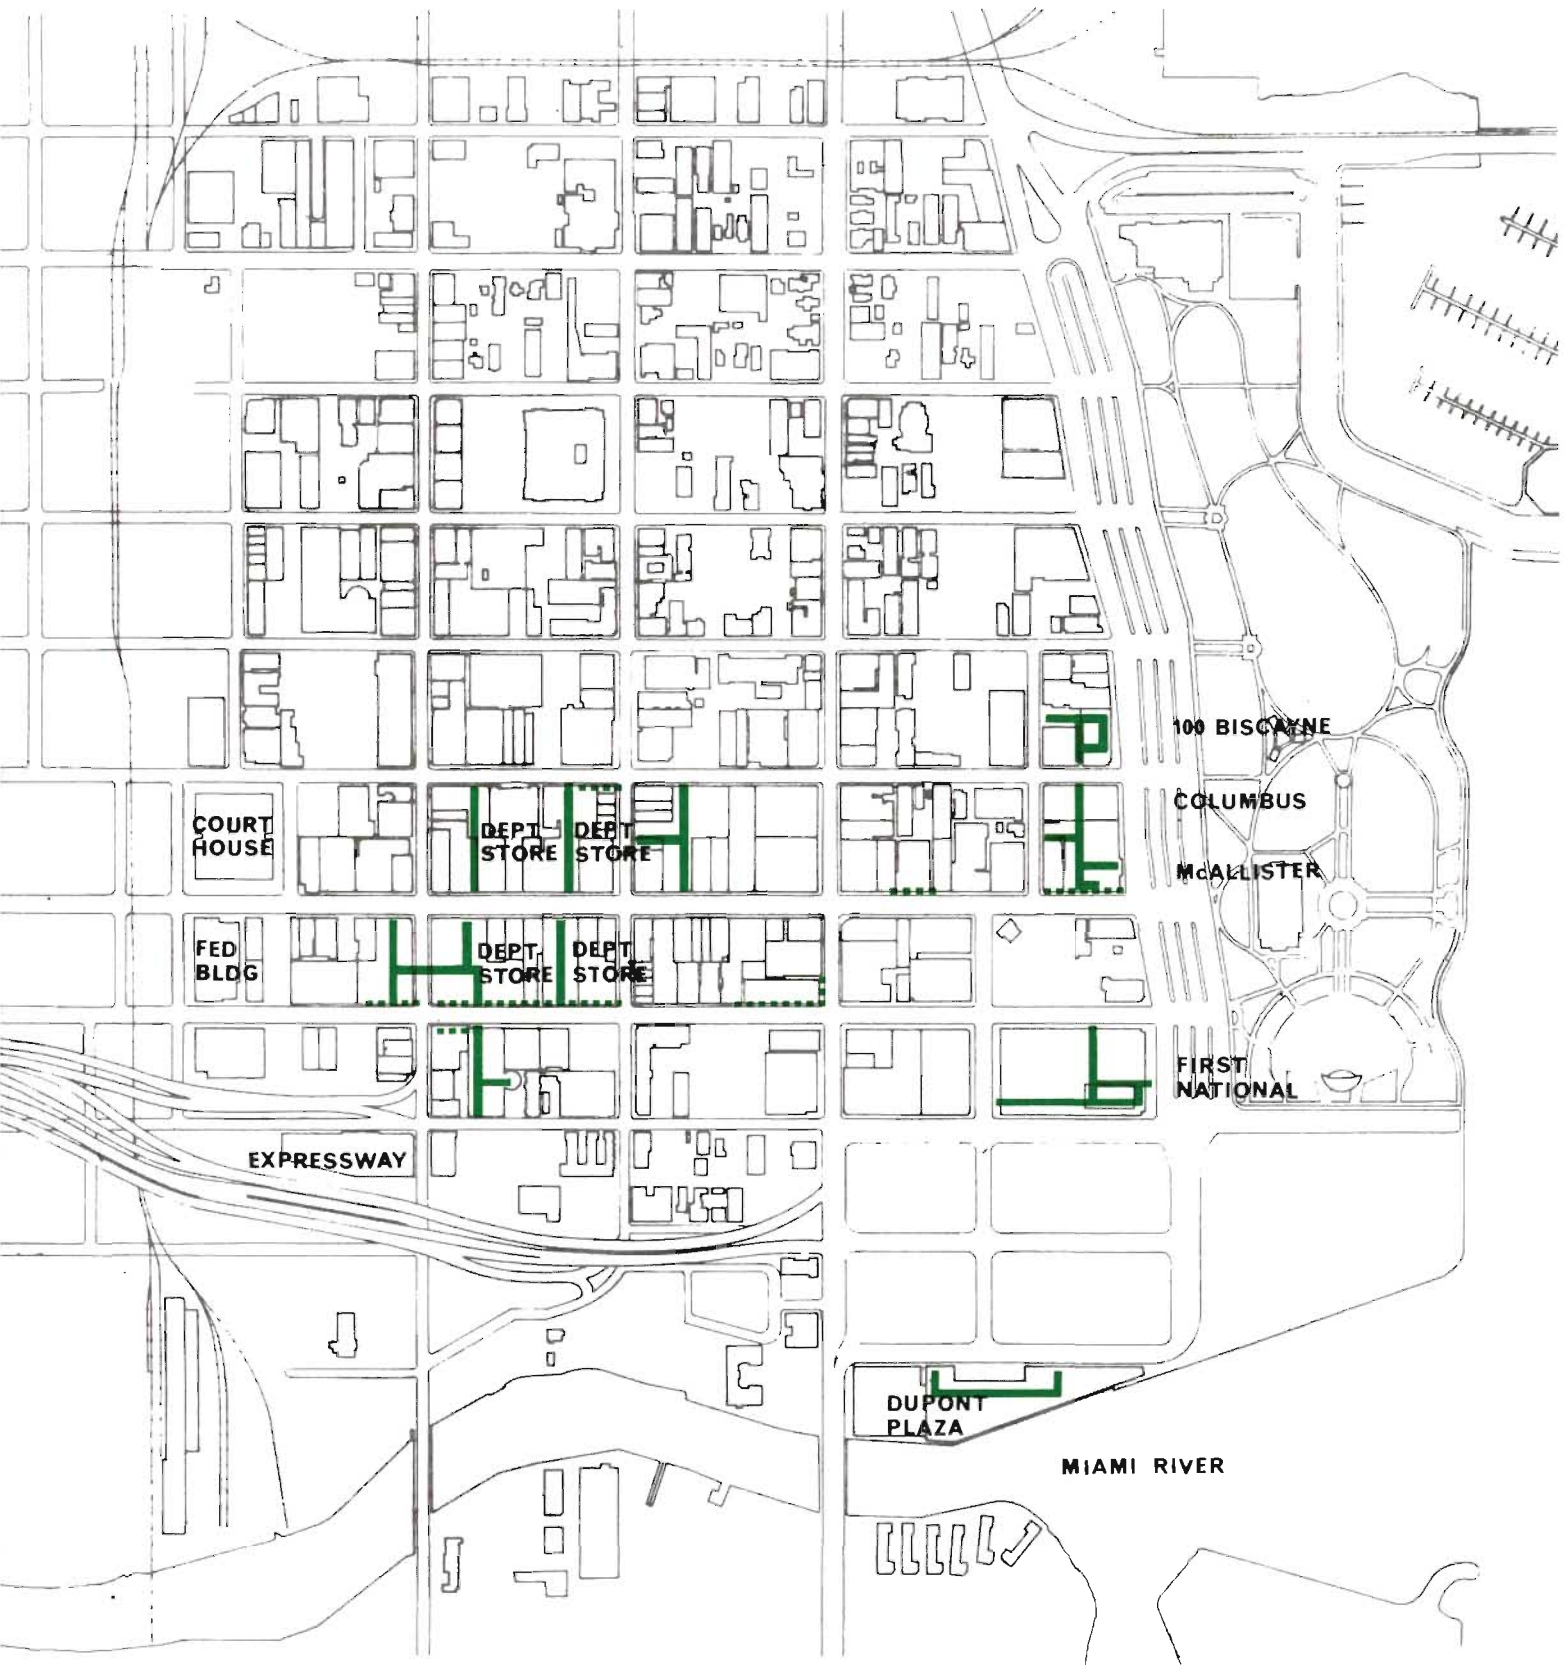 100 BISCAYNE
COLUMBUS
McALLISTER
COURT
HOUSE
DEPT
STORE
DEPT
STORE
FED
BLDG
DEPT
STORE
DEPT
STORE
FIRST
NATIONAL
EXPRESSWAY
DUPONT
PLAZA
MIAMI RIVER